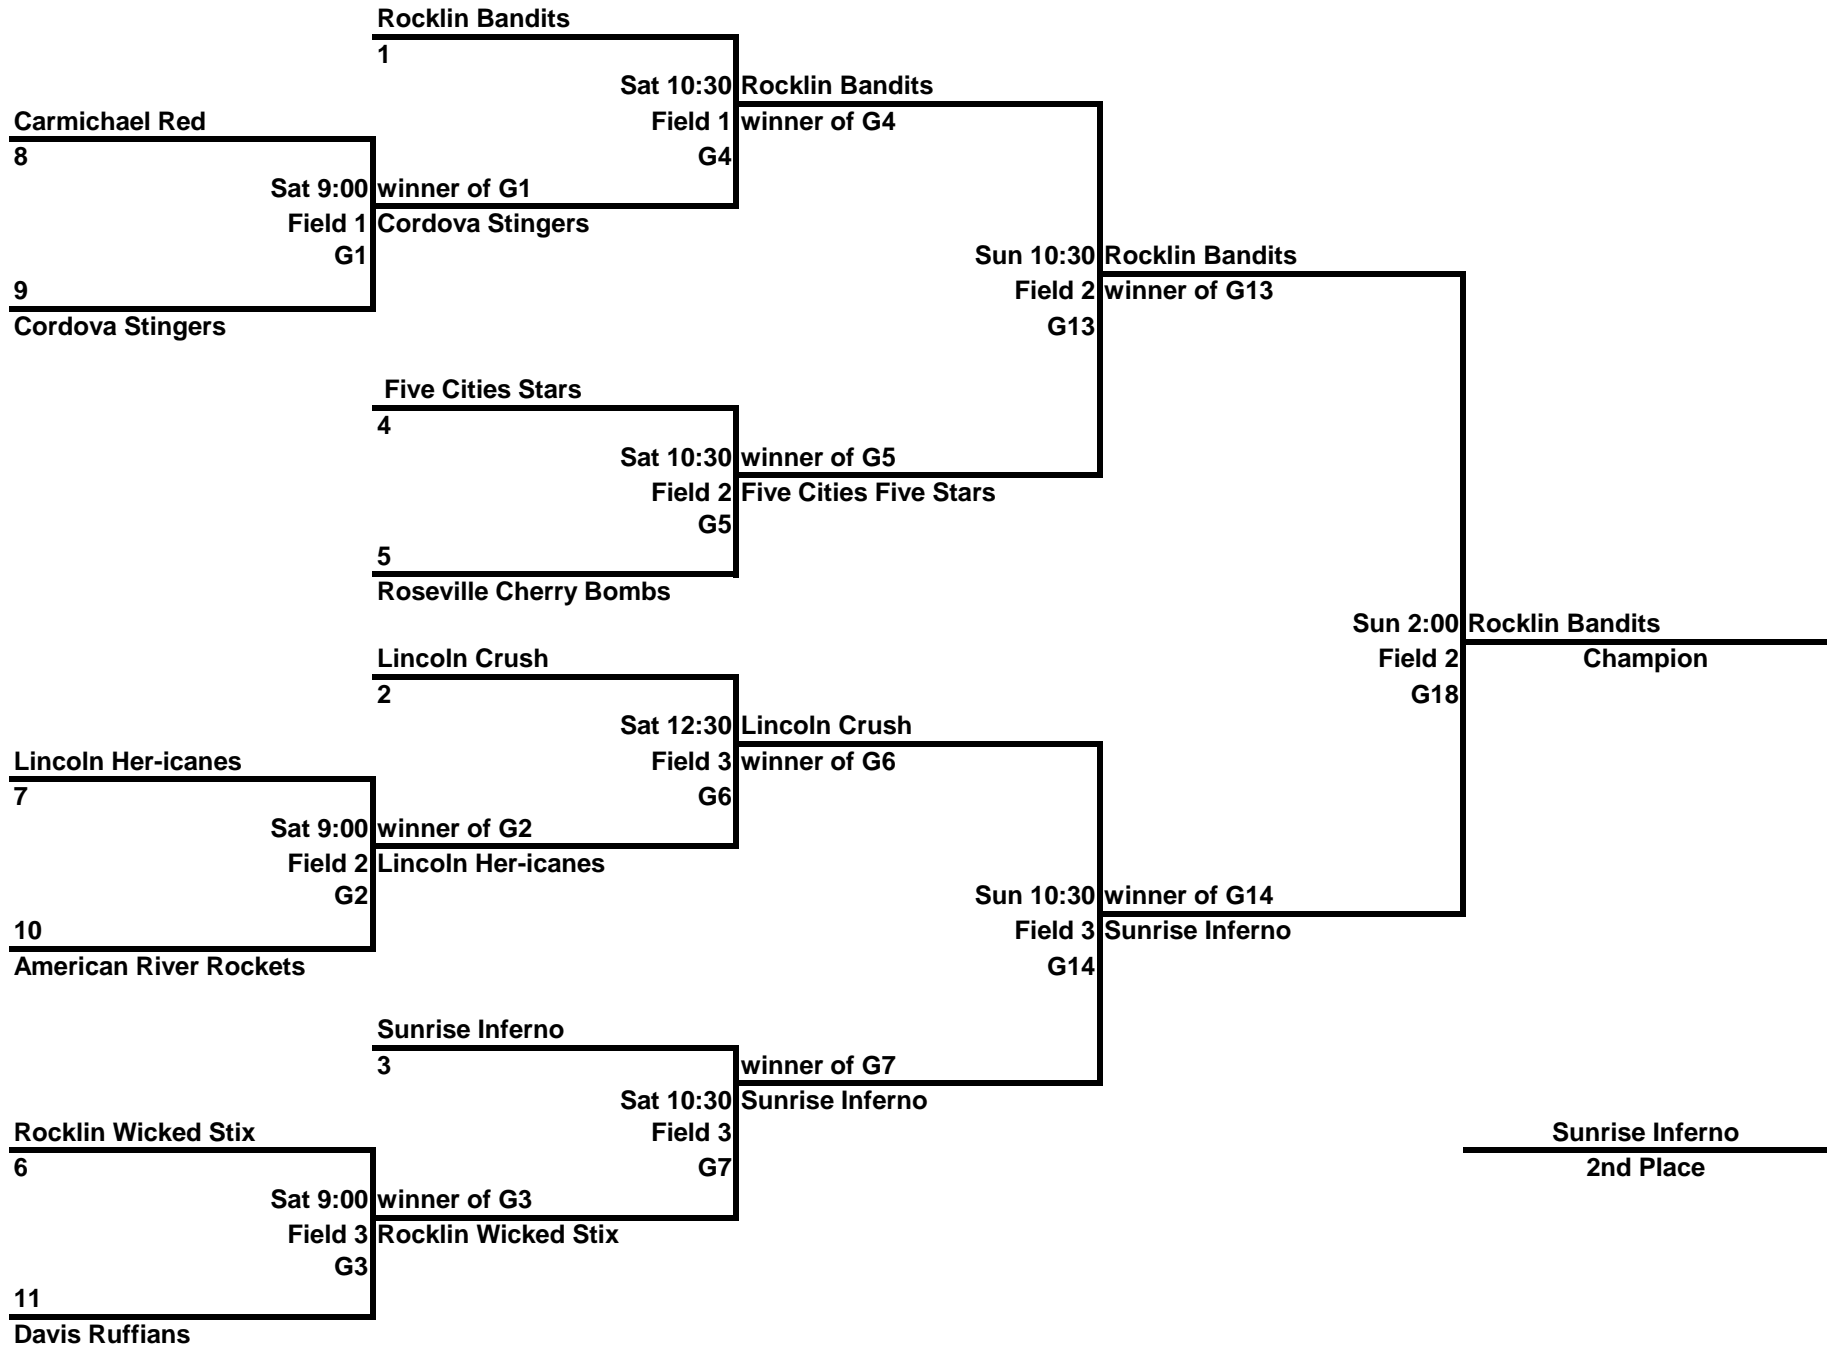 Rocklin Bandits
1
Sat 10:30 Rocklin Bandits
Carmichael Red
Field 1 winner of G4
8
G4
Sat 9:00 winner of G1
Field 1 Cordova Stingers
G1
Sun 10:30 Rocklin Bandits
9
Field 2 winner of G13
Cordova Stingers
G13
Five Cities Stars
4
Sat 10:30 winner of G5
Field 2 Five Cities Five Stars
G5
5
Roseville Cherry Bombs
Sun 2:00 Rocklin Bandits
Lincoln Crush
Field 2 Champion
2
G18
Sat 12:30 Lincoln Crush
Lincoln Her-icanes
Field 3 winner of G6
7
G6
Sat 9:00 winner of G2
Field 2 Lincoln Her-icanes
G2
Sun 10:30 winner of G14
10
Field 3 Sunrise Inferno
American River Rockets
G14
Sunrise Inferno
3
winner of G7
Sat 10:30 Sunrise Inferno
Rocklin Wicked Stix
Field 3
Sunrise Inferno
6
G7
2nd Place
Sat 9:00 winner of G3
Field 3 Rocklin Wicked Stix
G3
11
Davis Ruffians